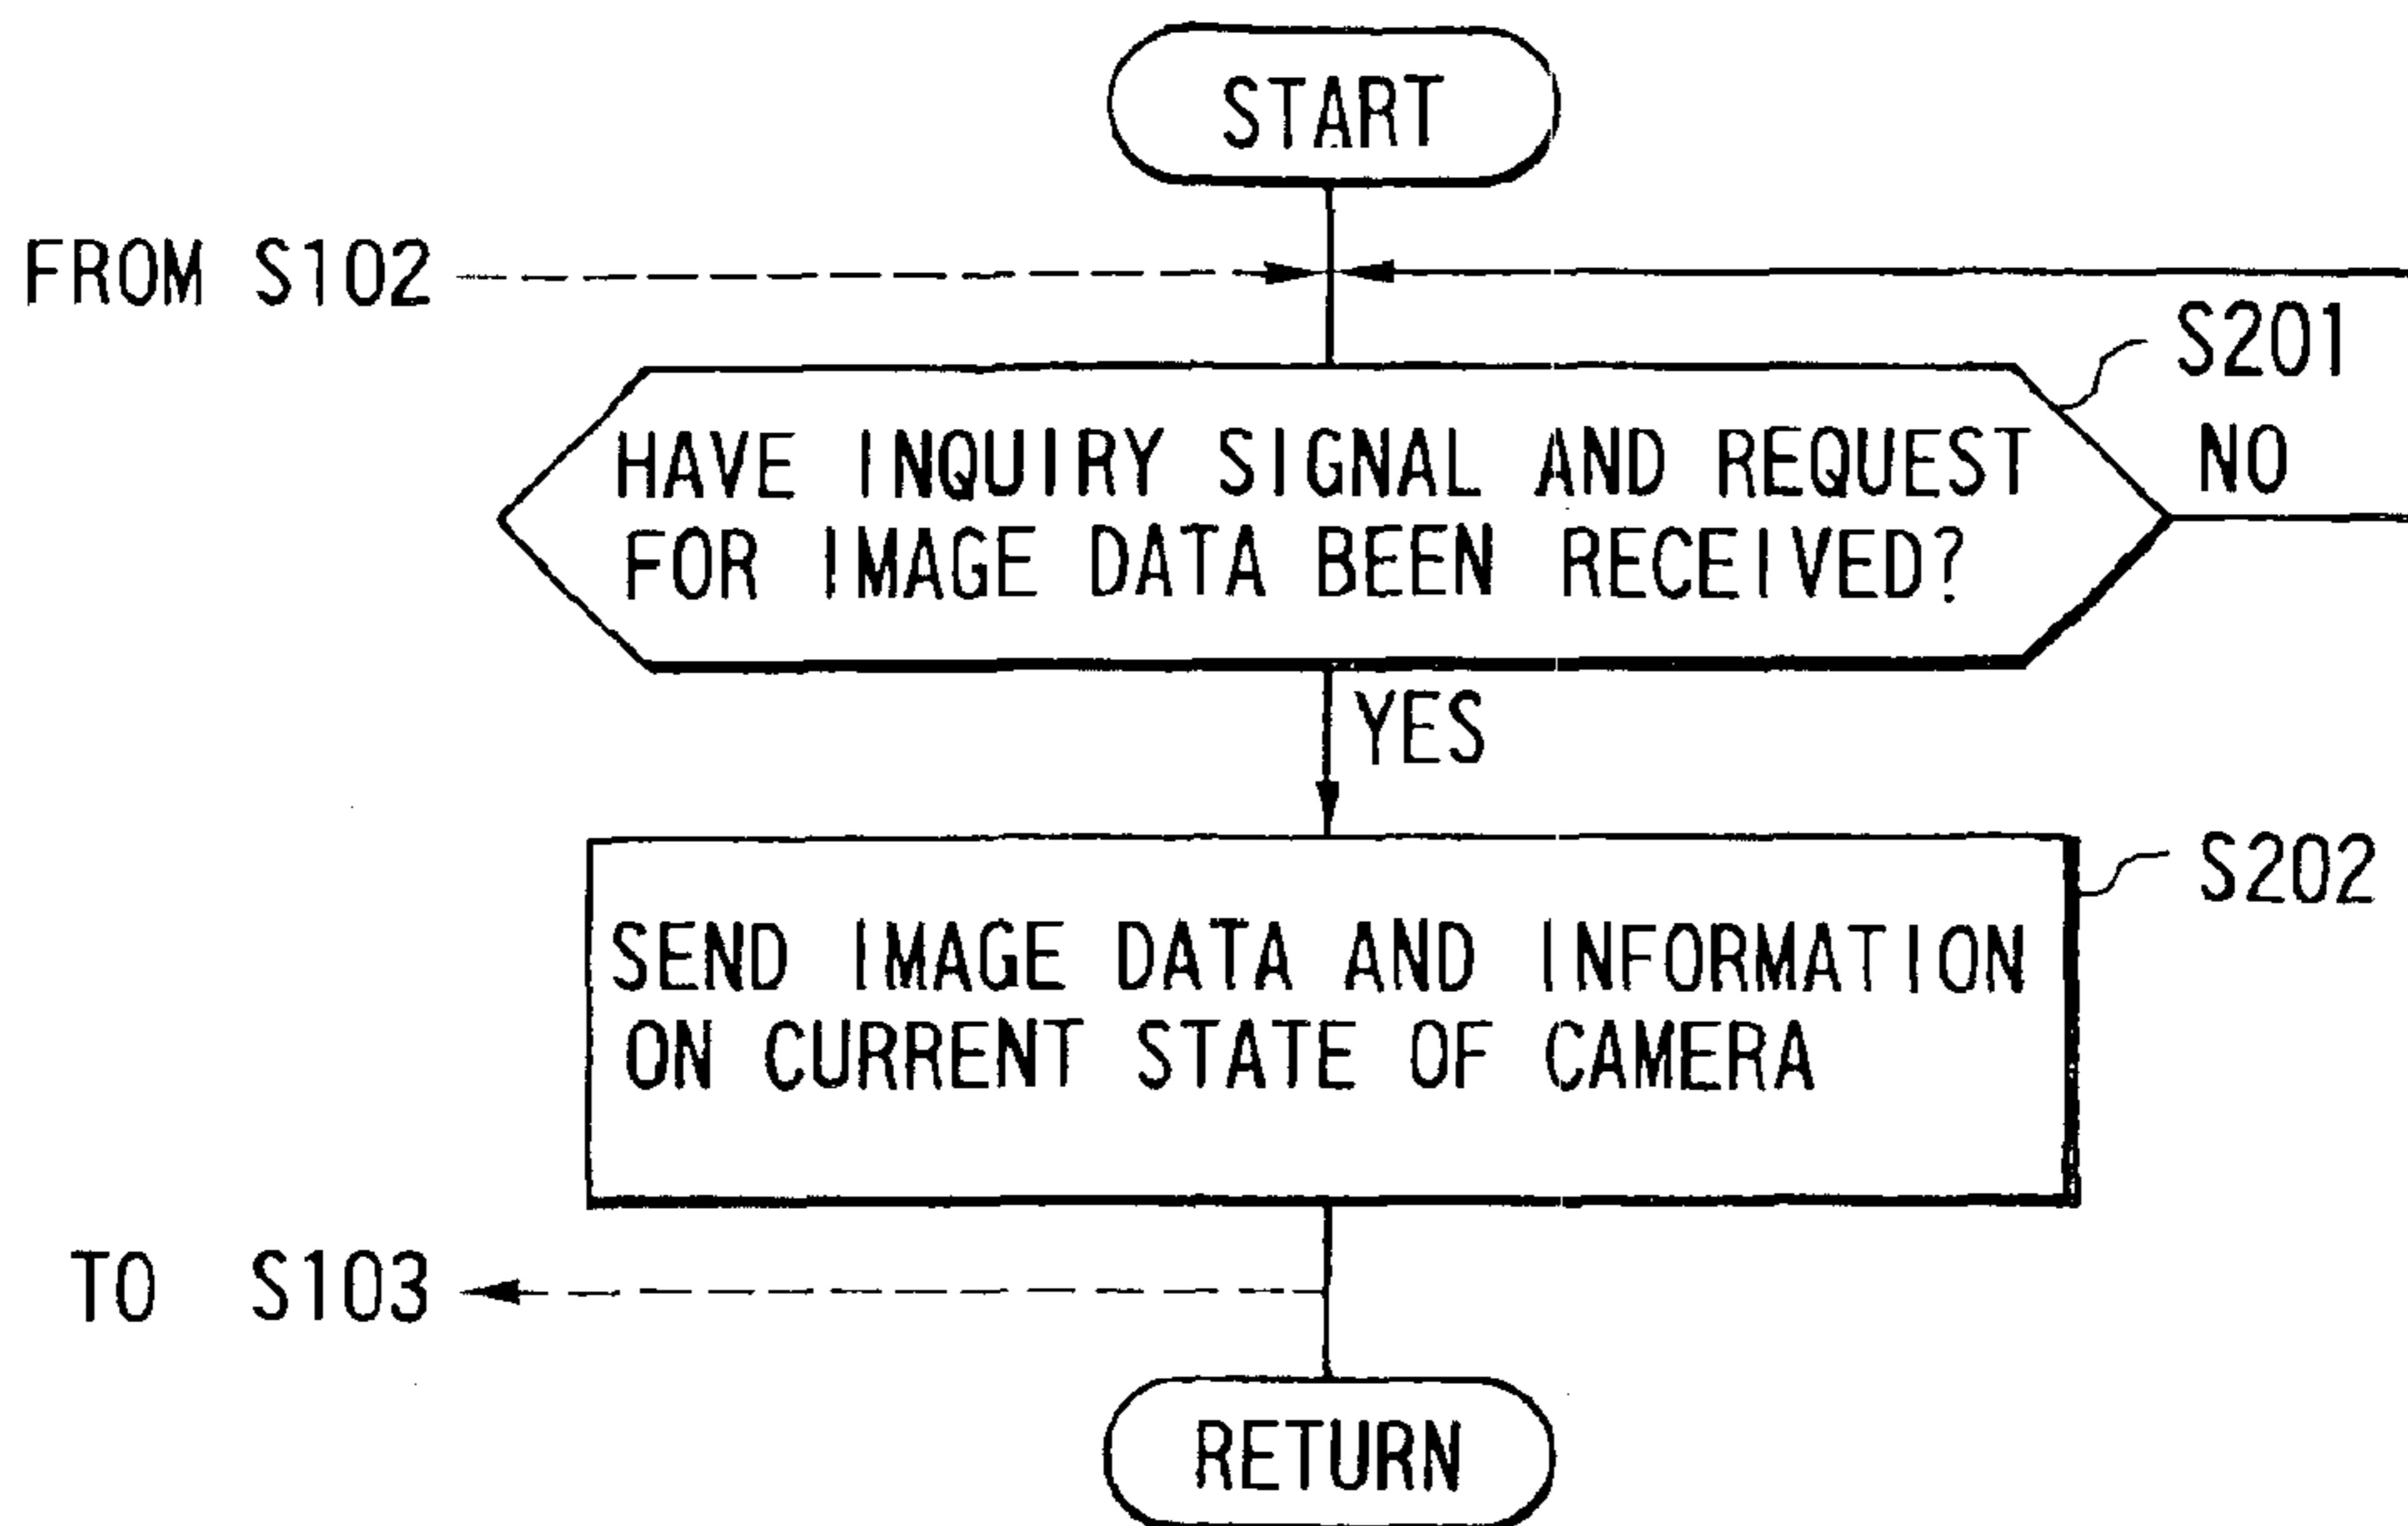 START
FROM S102
S201
HAVE INQUIRY SIGNAL AND REQUEST
FOR IMAGE DATA BEEN RECEIVED?
NO
YES
S202
SEND IMAGE DATA AND INFORMATION
ON CURRENT STATE OF CAMERA
TO S103
RETURN